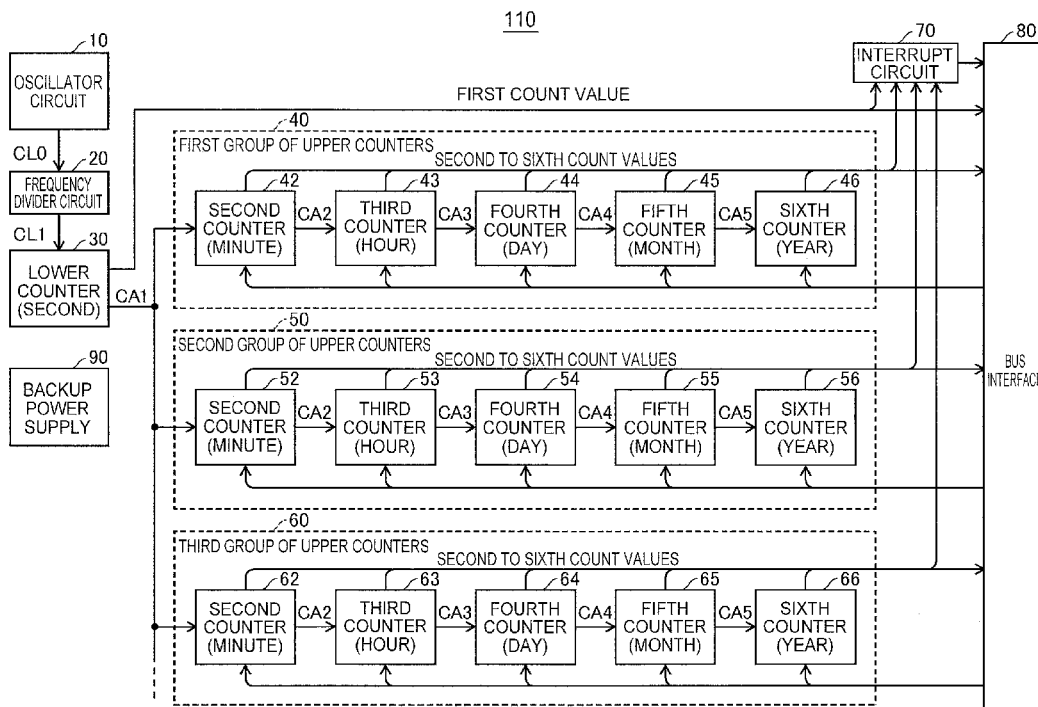 110
10
OSCILLATOR
CIRCUIT
CL0
20
FREQUENCY
DIVIDER CIRCUIT
CL1
30
LOWER
COUNTER
(SECOND)
CA1
90
BACKUP
POWER
SUPPLY
70
INTERRUPT
CIRCUIT
80
BUS
INTERFACE
FIRST COUNT VALUE
40
FIRST GROUP OF UPPER COUNTERS
SECOND TO SIXTH COUNT VALUES
42
SECOND
COUNTER
(MINUTE)
CA2
43
THIRD
COUNTER
(HOUR)
CA3
44
FOURTH
COUNTER
(DAY)
CA4
45
FIFTH
COUNTER
(MONTH)
CA5
46
SIXTH
COUNTER
(YEAR)
50
SECOND GROUP OF UPPER COUNTERS
SECOND TO SIXTH COUNT VALUES
52
SECOND
COUNTER
(MINUTE)
CA2
53
THIRD
COUNTER
(HOUR)
CA3
54
FOURTH
COUNTER
(DAY)
CA4
55
FIFTH
COUNTER
(MONTH)
CA5
56
SIXTH
COUNTER
(YEAR)
60
THIRD GROUP OF UPPER COUNTERS
SECOND TO SIXTH COUNT VALUES
62
SECOND
COUNTER
(MINUTE)
CA2
63
THIRD
COUNTER
(HOUR)
CA3
64
FOURTH
COUNTER
(DAY)
CA4
65
FIFTH
COUNTER
(MONTH)
CA5
66
SIXTH
COUNTER
(YEAR)